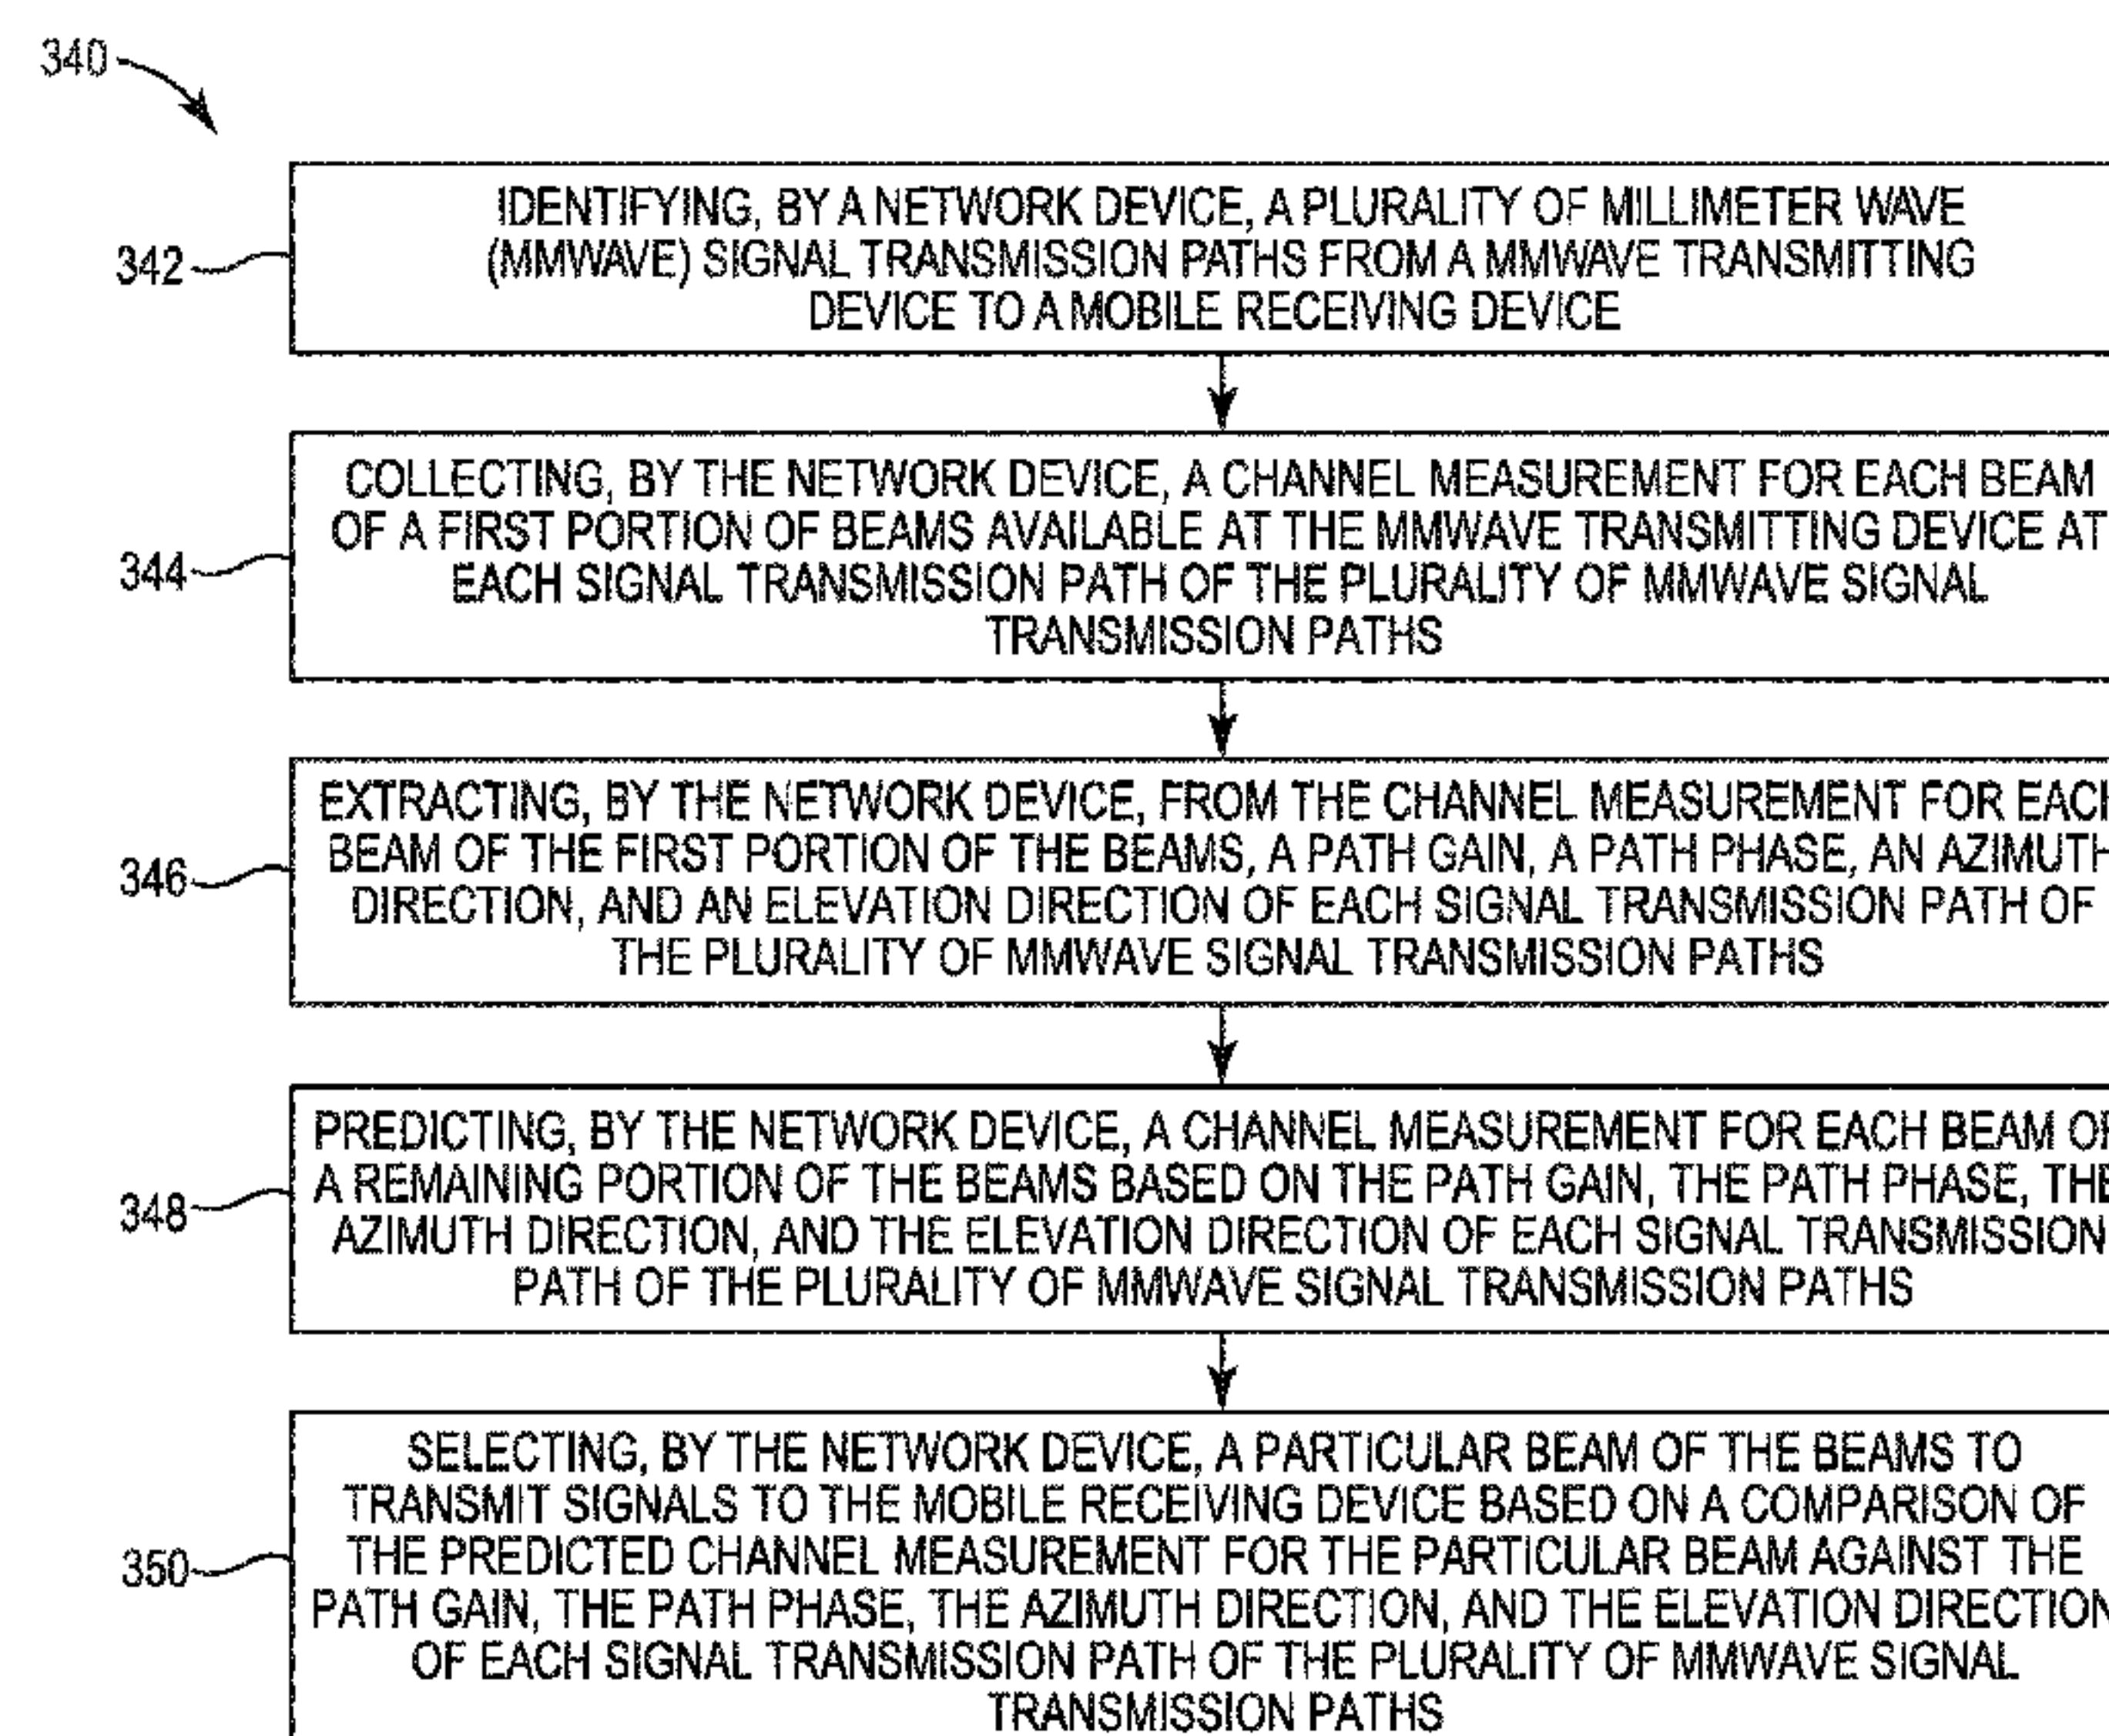 340
342
IDENTIFYING, BY A NETWORK DEVICE, A PLURALITY OF MILLIMETER WAVE
(MMWAVE) SIGNAL TRANSMISSION PATHS FROM A MMWAVE TRANSMITTING
DEVICE TO A MOBILE RECEIVING DEVICE
344
COLLECTING, BY THE NETWORK DEVICE, A CHANNEL MEASUREMENT FOR EACH BEAM
OF A FIRST PORTION OF BEAMS AVAILABLE AT THE MMWAVE TRANSMITTING DEVICE AT
EACH SIGNAL TRANSMISSION PATH OF THE PLURALITY OF MMWAVE SIGNAL
TRANSMISSION PATHS
346
EXTRACTING, BY THE NETWORK DEVICE, FROM THE CHANNEL MEASUREMENT FOR EACH
BEAM OF THE FIRST PORTION OF THE BEAMS, A PATH GAIN, A PATH PHASE, AN AZIMUTH
DIRECTION, AND AN ELEVATION DIRECTION OF EACH SIGNAL TRANSMISSION PATH OF
THE PLURALITY OF MMWAVE SIGNAL TRANSMISSION PATHS
348
PREDICTING, BY THE NETWORK DEVICE, A CHANNEL MEASUREMENT FOR EACH BEAM OF
A REMAINING PORTION OF THE BEAMS BASED ON THE PATH GAIN, THE PATH PHASE, THE
AZIMUTH DIRECTION, AND THE ELEVATION DIRECTION OF EACH SIGNAL TRANSMISSION
PATH OF THE PLURALITY OF MMWAVE SIGNAL TRANSMISSION PATHS
350
SELECTING, BY THE NETWORK DEVICE, A PARTICULAR BEAM OF THE BEAMS TO
TRANSMIT SIGNALS TO THE MOBILE RECEIVING DEVICE BASED ON A COMPARISON OF
THE PREDICTED CHANNEL MEASUREMENT FOR THE PARTICULAR BEAM AGAINST THE
PATH GAIN, THE PATH PHASE, THE AZIMUTH DIRECTION, AND THE ELEVATION DIRECTION
OF EACH SIGNAL TRANSMISSION PATH OF THE PLURALITY OF MMWAVE SIGNAL
TRANSMISSION PATHS